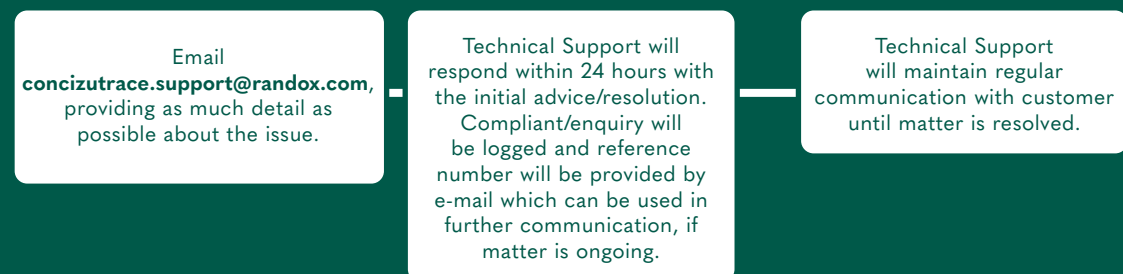 Email
concizutrace.support@randox.com,
providing as much detail as
possible about the issue.
Technical Support will
respond within 24 hours with
the initial advice/resolution.
Compliant/enquiry will
be logged and reference
number will be provided by
e-mail which can be used in
further communication, if
matter is ongoing.
Technical Support
will maintain regular
communication with customer
until matter is resolved.